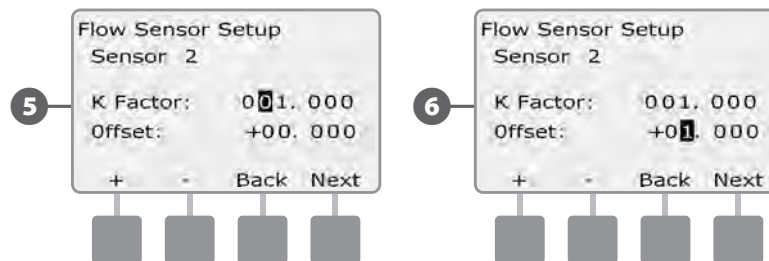 5
Flow Sensor Setup
Sensor 2
K Factor: 001. 000
Offset: +00. 000
+ - Back Next
6
Flow Sensor Setup
Sensor 2
K Factor: 001. 000
Offset: +01. 000
+ - Back Next